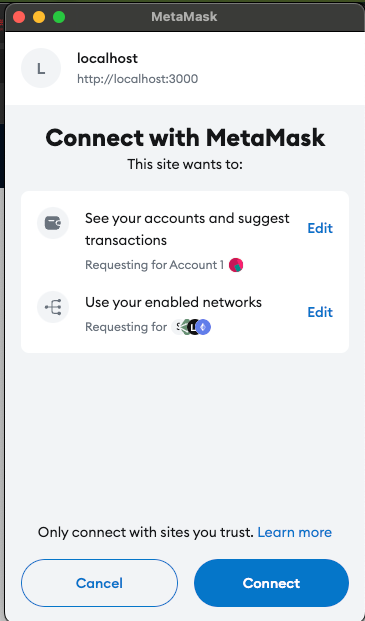 MetaMask
L
localhost
http://localhost:3000
Connect with MetaMask
This site wants to:
See your accounts and suggest
transactions
Edit
Requesting for Account 1
Use your enabled networks
Edit
Requesting for
Only connect with sites you trust. Learn more
Cancel
Connect